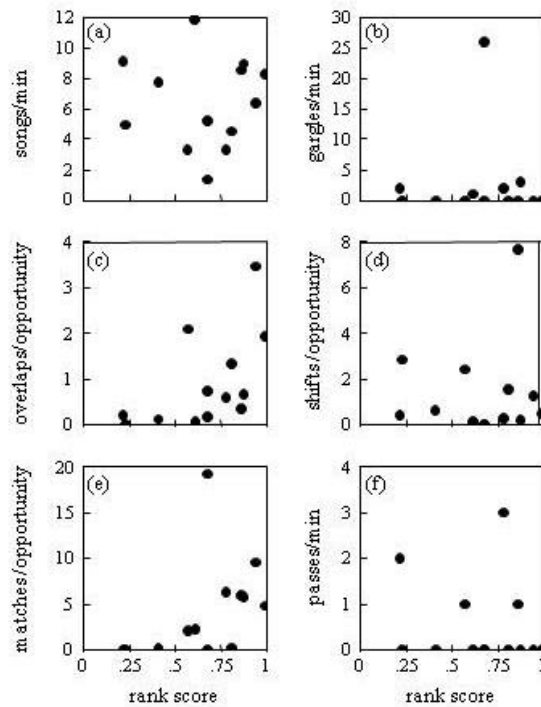 (a)
songs/min
12
10
8
6
4
2
0
(b)
gargles/min
30
25
20
15
10
5
0
(c)
overlaps/opportunity
4
3
2
1
0
(d)
shifts/opportunity
8
6
4
2
0
(e)
matches/opportunity
20
15
10
5
0
0 .25 .5 0.75 1
rank score
(f)
passes/min
4
3
2
1
0
0 .25 .5 0.75 1
rank score